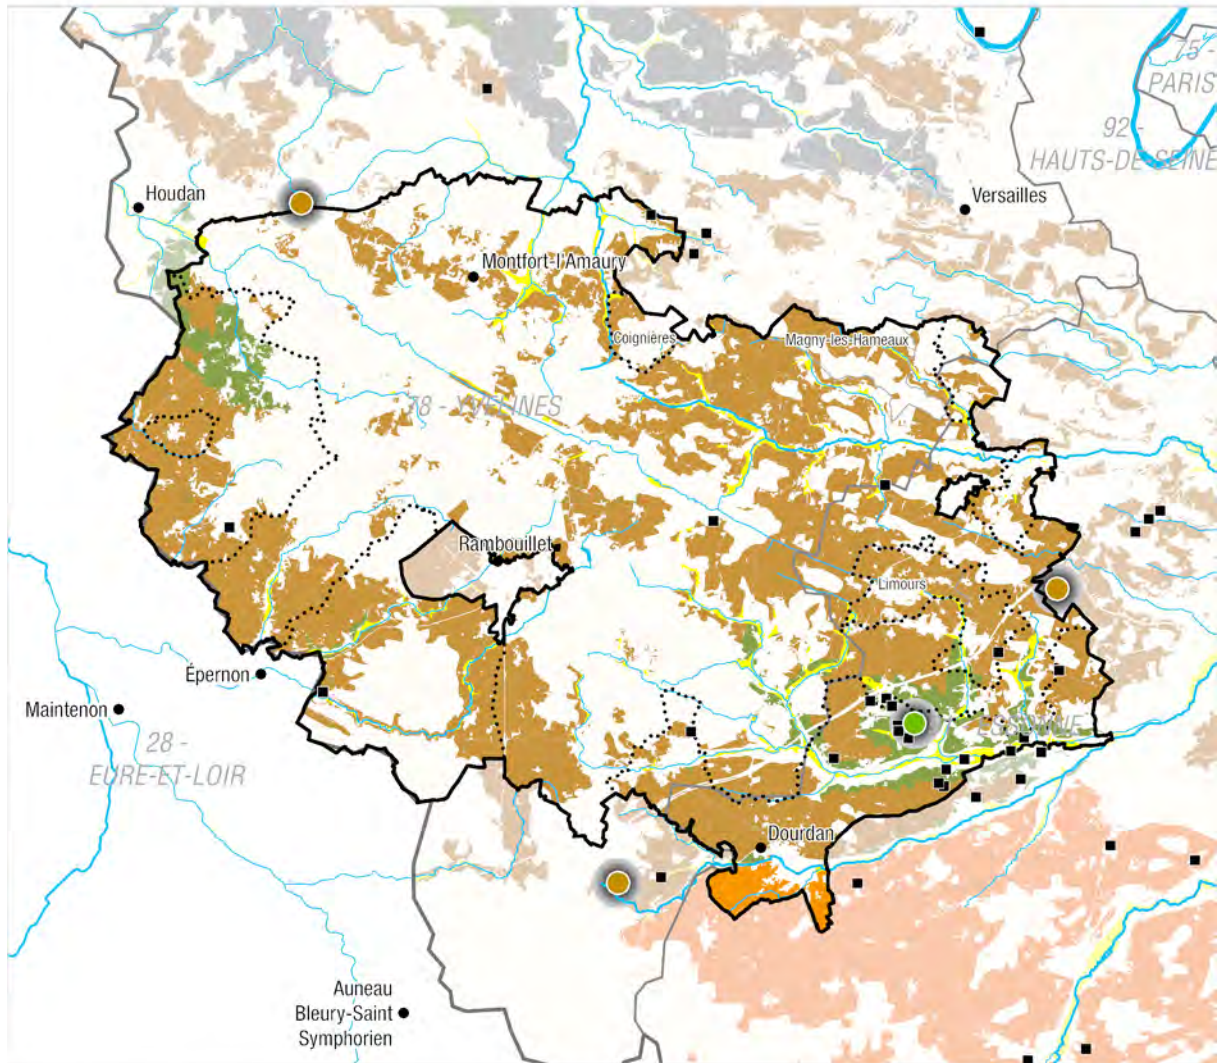 75 -
PARIS
92 -
HAUTS-DE-SEINE
Houdan
Versailles
Montfort-l'Amaury
Coignières
Magny-les-Hameaux
78 - YVELINES
Rambouillet
Limours
Épernon
Maintenon
ESSONNE
28 -
EURE-ET-LOIR
Dourdan
Auneau
Bleury-Saint
Symphorien